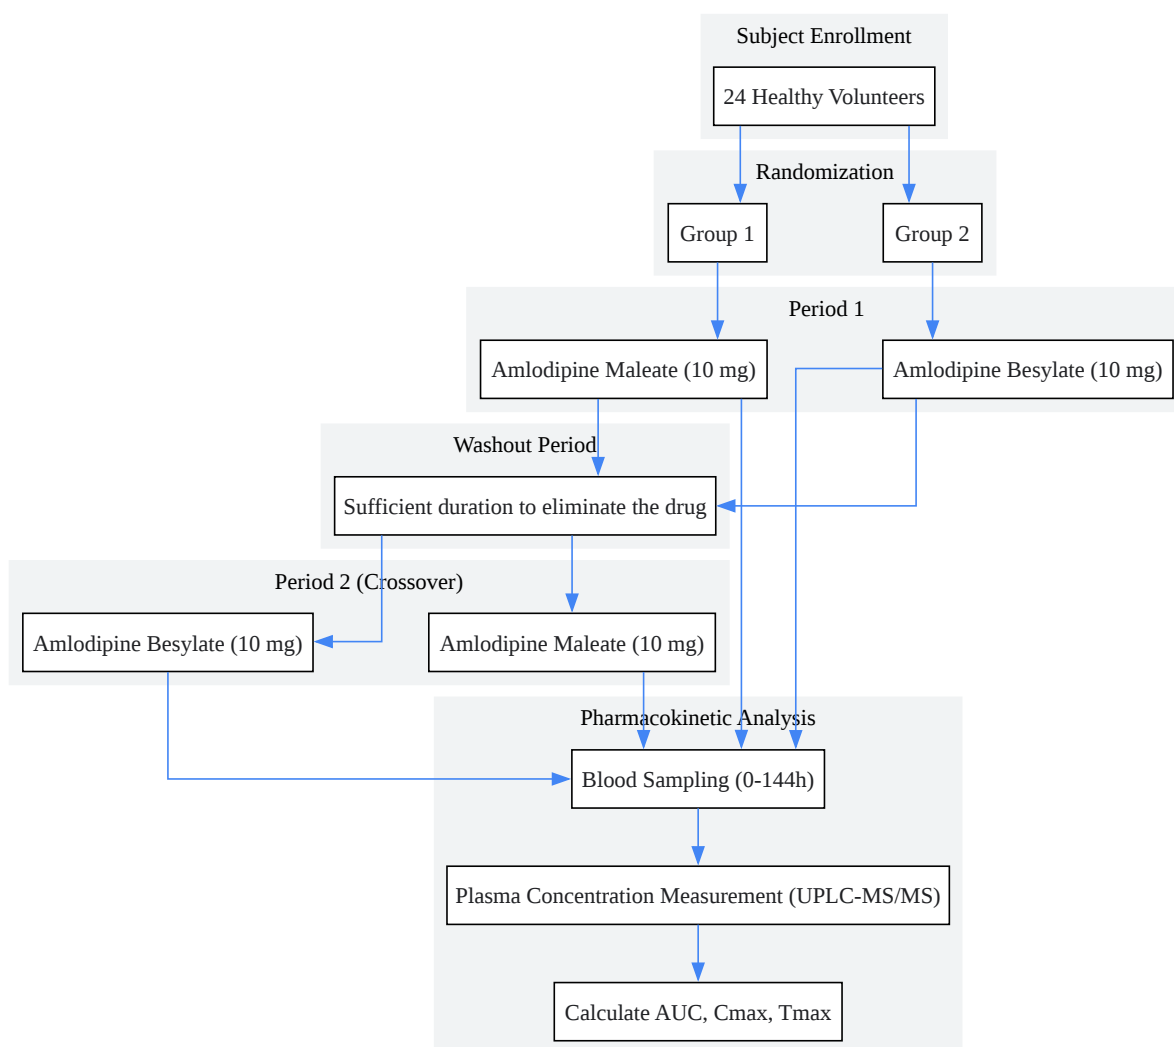 Subject Enrollment
24 Healthy Volunteers
Randomization
Group 1
Group 2
Period 1
Amlodipine Maleate (10 mg)
Amlodipine Besylate (10 mg)
Washout Period
Sufficient duration to eliminate the drug
Period 2 (Crossover)
Amlodipine Besylate (10 mg)
Amlodipine Maleate (10 mg)
Pharmacokinetic Analysis
Blood Sampling (0-144h)
Plasma Concentration Measurement (UPLC-MS/MS)
Calculate AUC, Cmax, Tmax